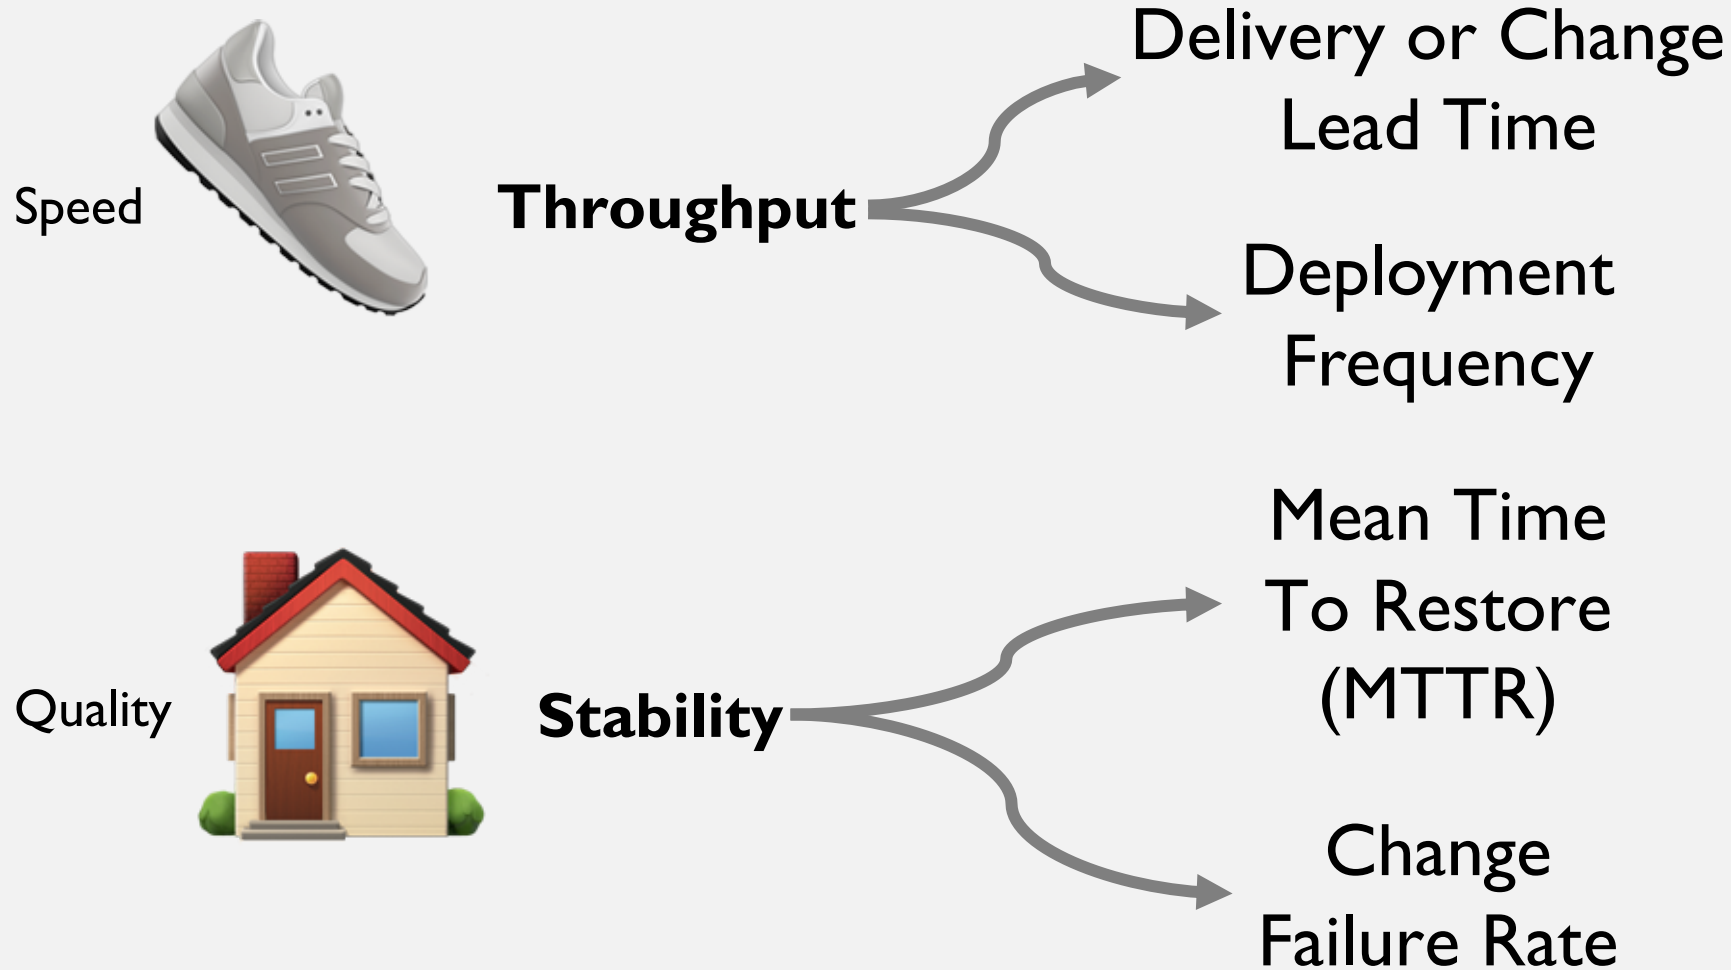 Speed
Throughput
Delivery or Change
Lead Time
Deployment
Frequency
Quality
Stability
Mean Time
To Restore
(MTTR)
Change
Failure Rate